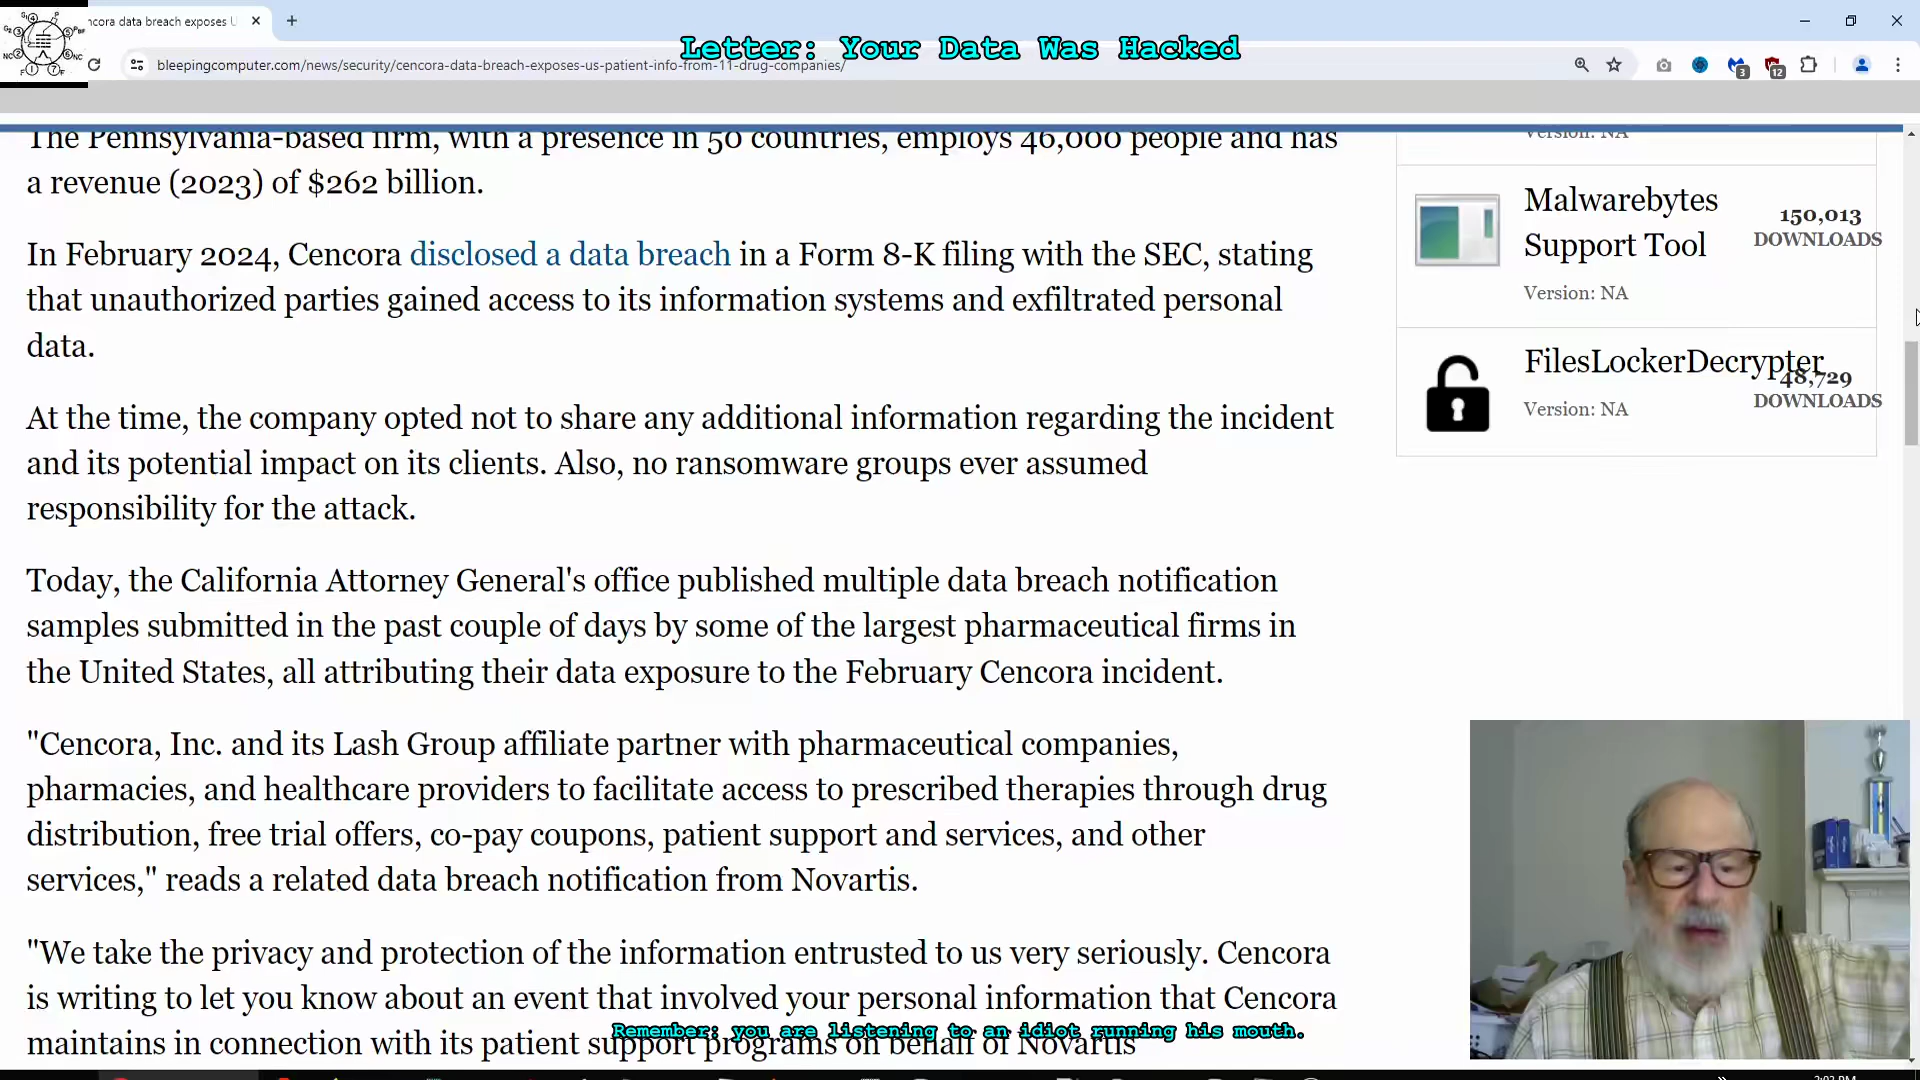 ncora data breach exposes U
Letter: Your Data Was Hacked
bleepingcomputer.com/news/security/cencora-data-breach-exposes-us-patient-info-from-11-drug-companies/
3
12
The Pennsylvania-based firm, with a presence in 50 countries, employs 46,000 people and has
a revenue (2023) of $262 billion.
In February 2024, Cencora disclosed a data breach in a Form 8-K filing with the SEC, stating
that unauthorized parties gained access to its information systems and exfiltrated personal
data.
At the time, the company opted not to share any additional information regarding the incident
and its potential impact on its clients. Also, no ransomware groups ever assumed
responsibility for the attack.
Today, the California Attorney General's office published multiple data breach notification
samples submitted in the past couple of days by some of the largest pharmaceutical firms in
the United States, all attributing their data exposure to the February Cencora incident.
"Cencora, Inc. and its Lash Group affiliate partner with pharmaceutical companies,
pharmacies, and healthcare providers to facilitate access to prescribed therapies through drug
distribution, free trial offers, co-pay coupons, patient support and services, and other
services," reads a related data breach notification from Novartis.
"We take the privacy and protection of the information entrusted to us very seriously. Cencora
is writing to let you know about an event that involved your personal information that Cencora
maintains in connection with its patient support programs on behalf of Novartis
Remember: you are listening to an idiot running his mouth.
Version: NA
Malwarebytes
Support Tool
Version: NA
150,013
DOWNLOADS
FilesLockerDecrypter
Version: NA
48,729
DOWNLOADS
2:02 PM